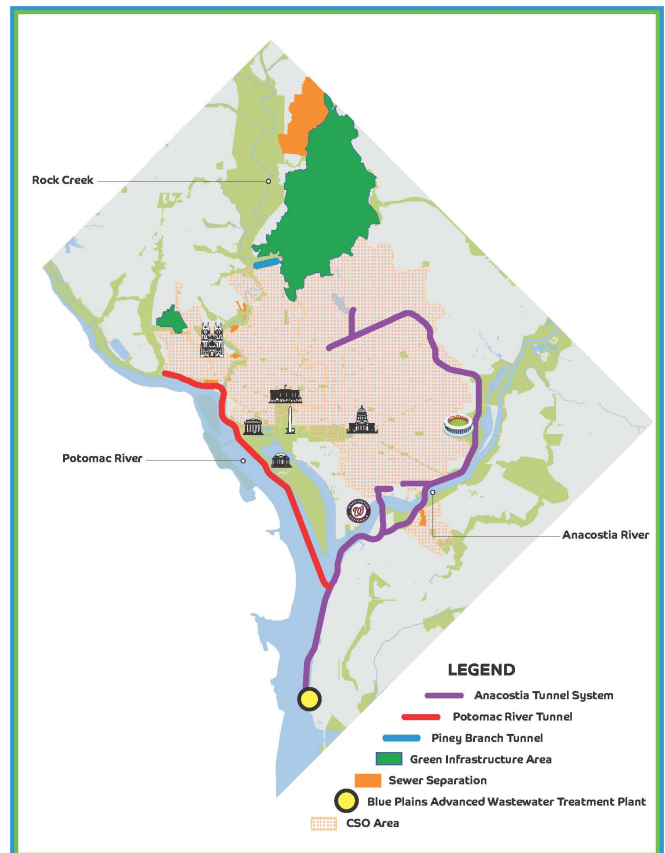 Rock Creek
Potomac River
W
Anacostia River
LEGEND
Anacostia Tunnel System
Potomac River Tunnel
Piney Branch Tunnel
Green Infrastructure Area
Sewer Separation
Blue Plains Advanced Wastewater Treatment Plant
CSO Area